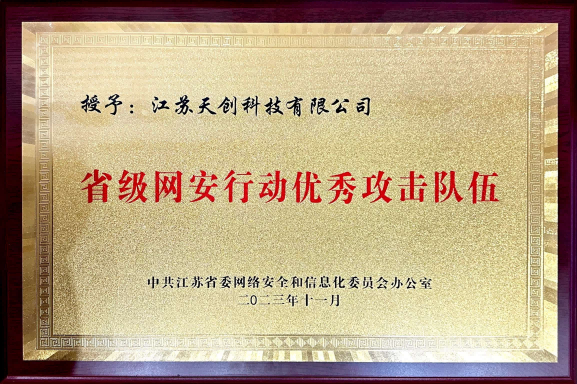 授予：江苏天创科技有限公司
省级网安行动优秀攻击队伍
中共江苏省委网络安全和信息化委员会办公室
二〇二三年十一月